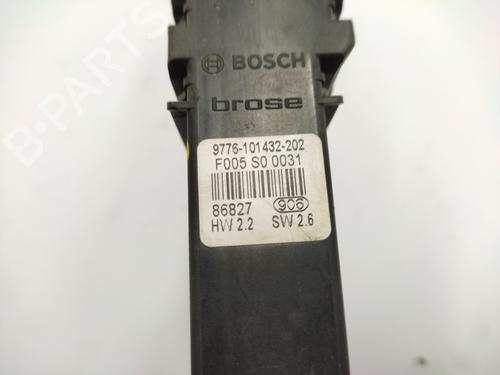 BOSCH
brose
9776-101432-202
F005 S0 0031
86827 906
HW 2.2 SW 2.6
B-PARTS